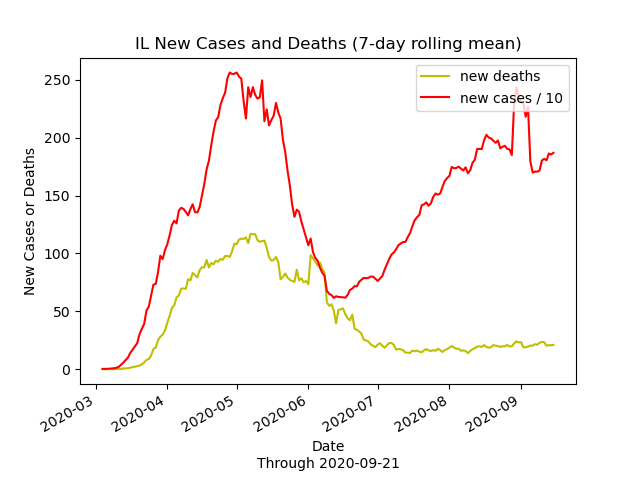 IL New Cases and Deaths (7-day rolling mean)
new deaths
new cases / 10
New Cases or Deaths
250
200
150
100
50
0
2020-03
2020-04
2020-05
2020-06
2020-07
2020-08
2020-09
Date
Through 2020-09-21